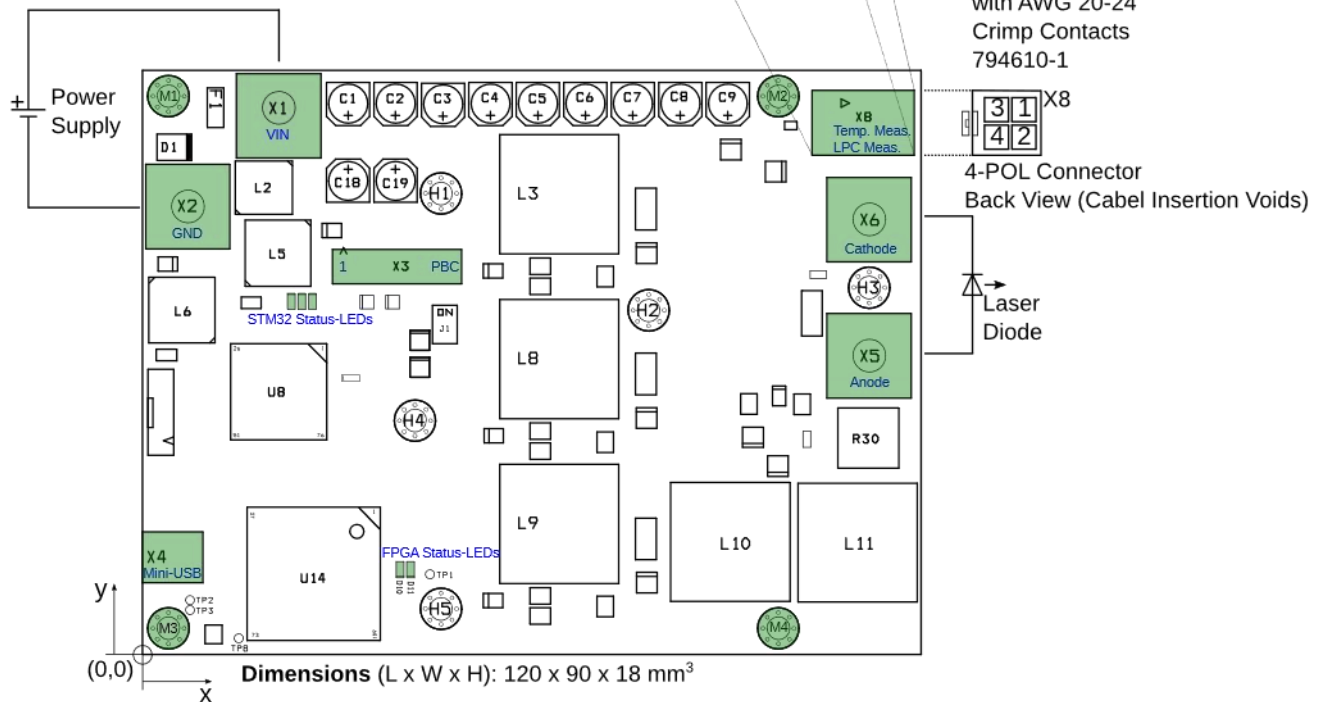 with AWG 20-24
Crimp Contacts
794610-1
+
Power
Supply
M1
F1
X1
VIN
C1
+
C2
+
C3
+
C4
+
C5
+
C6
+
C7
+
C8
+
C9
+
M2
X8
Temp. Meas.
LPC Meas.
3 1
4 2
X8
4-POL Connector
Back View (Cabel Insertion Voids)
D1
X2
GND
L2
+
C18
+
C19
H1
L3
X6
Cathode
L5
1 X3 PBC
H3
Laser
Diode
L6
STM32 Status-LEDs
ON
J1
H2
L8
X5
Anode
U8
H4
R30
L9
L10
L11
X4
Mini-USB
U14
FPGA Status-LEDs
D10
D11
TP1
H5
TP2
TP3
M3
TP8
M4
y
(0,0)
x
Dimensions (L x W x H): 120 x 90 x 18 mm³